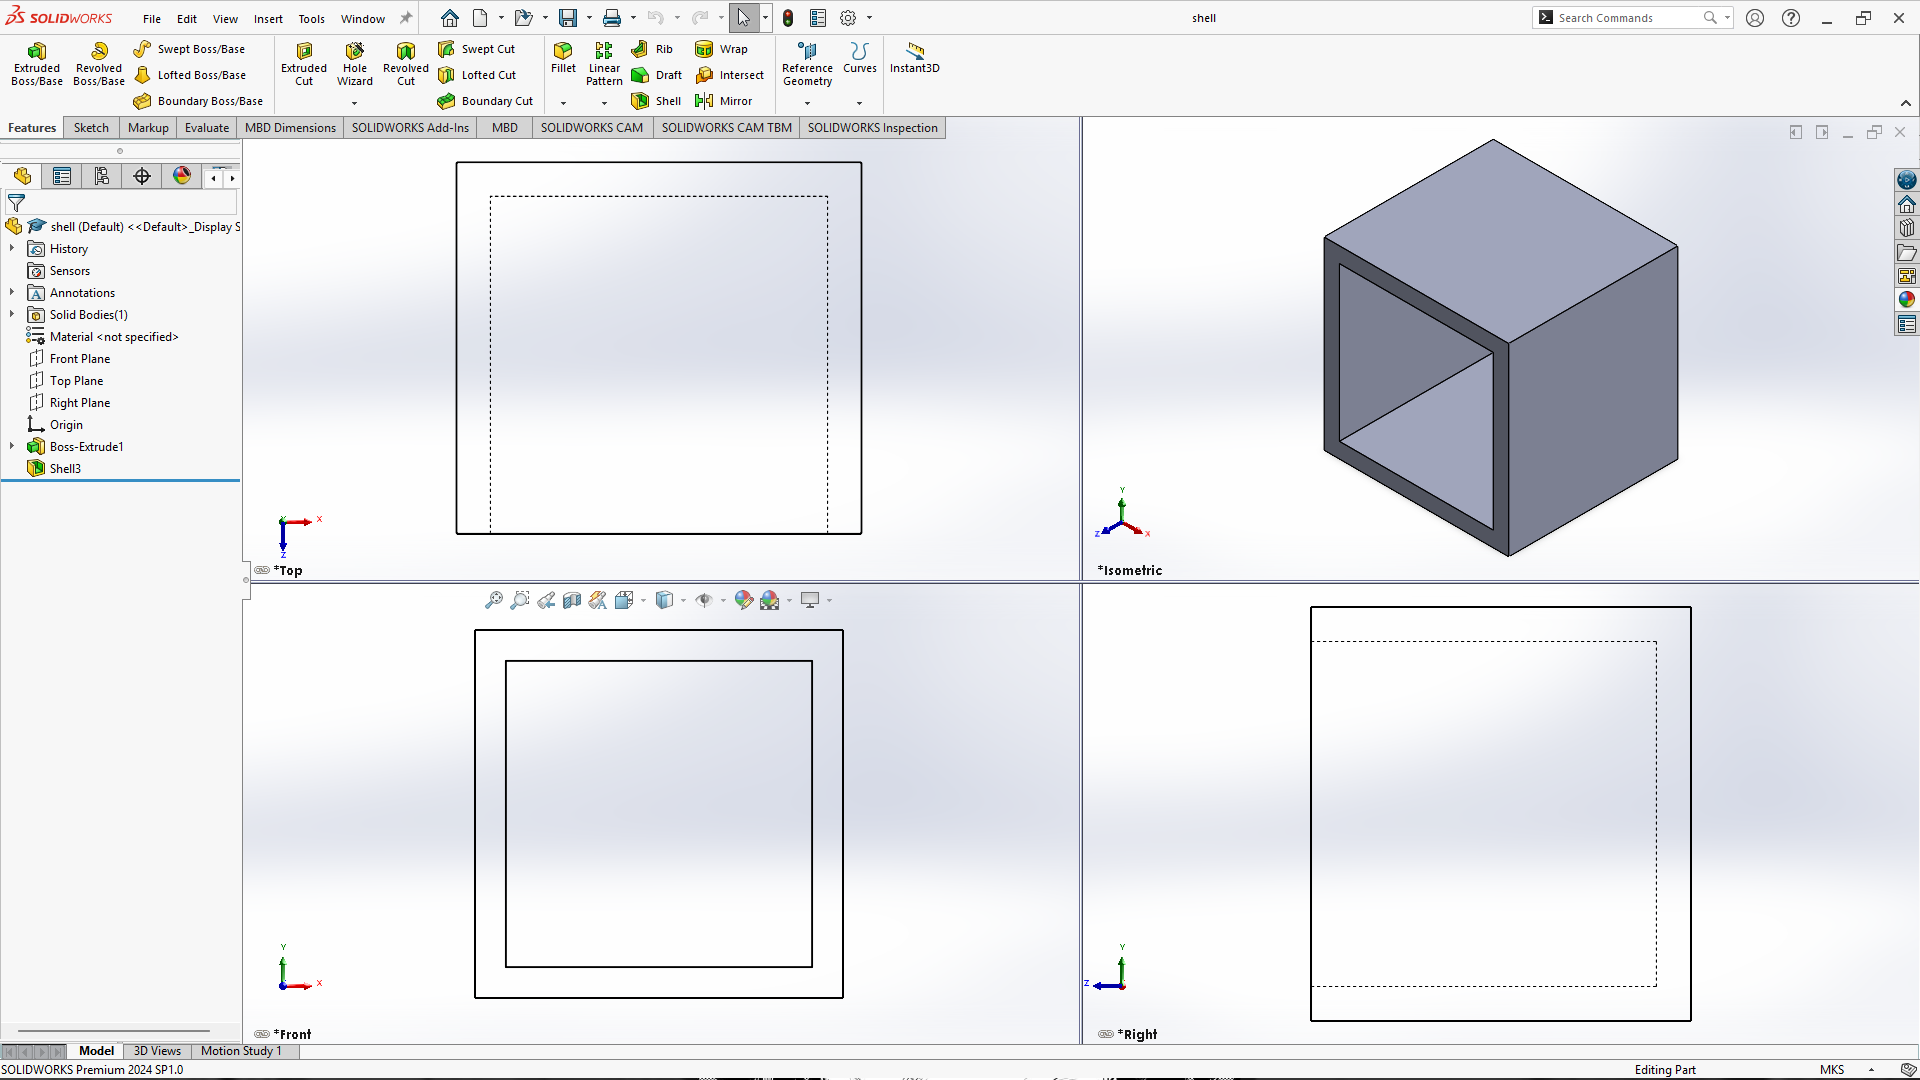 SOLIDWORKS File Edit View Insert Tools Window shell Search Commands
Extruded Boss/Base
Revolved Boss/Base
Swept Boss/Base
Lofted Boss/Base
Boundary Boss/Base
Extruded Cut
Hole Wizard
Revolved Cut
Swept Cut
Lofted Cut
Boundary Cut
Fillet
Linear Pattern
Rib
Draft
Shell
Wrap
Intersect
Mirror
Reference Geometry
Curves
Instant3D
Features Sketch Markup Evaluate MBD Dimensions SOLIDWORKS Add-Ins MBD SOLIDWORKS CAM SOLIDWORKS CAM TBM SOLIDWORKS Inspection
shell (Default) <<Default>_Display S
History
Sensors
Annotations
Solid Bodies(1)
Material <not specified>
Front Plane
Top Plane
Right Plane
Origin
Boss-Extrude1
Shell3
Y X
Z
*Top
Y
Z X
*Isometric
Y
X
*Front
Y
Z
*Right
Model 3D Views Motion Study 1
SOLIDWORKS Premium 2024 SP1.0 Editing Part MKS